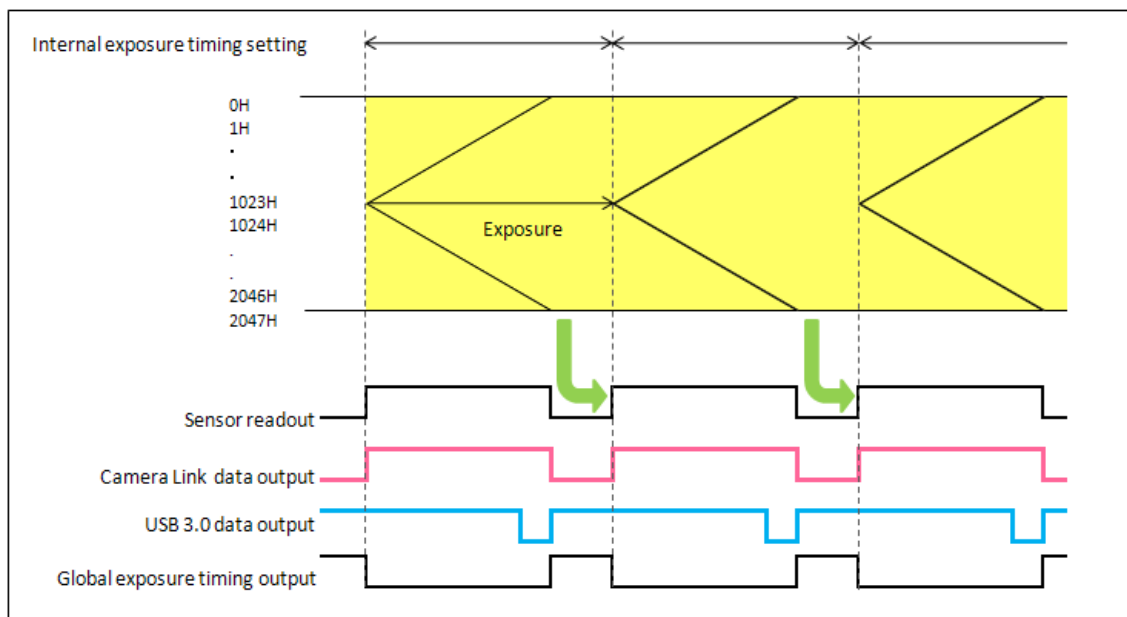 Internal exposure timing setting
0H
1H
•
•
1023H
1024H
.
.
2046H
2047H
Exposure
Sensor readout
Camera Link data output
USB 3.0 data output
Global exposure timing output